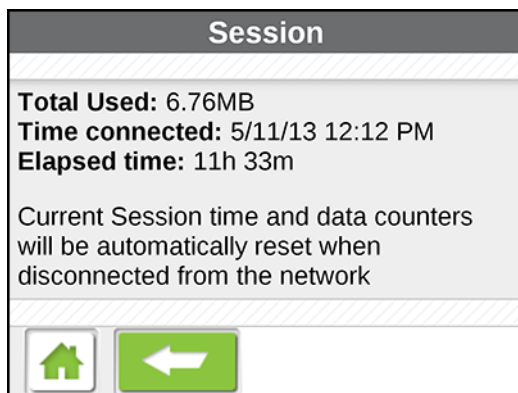 Session
Total Used: 6.76MB
Time connected: 5/11/13 12:12 PM
Elapsed time: 11h 33m
Current Session time and data counters
will be automatically reset when
disconnected from the network